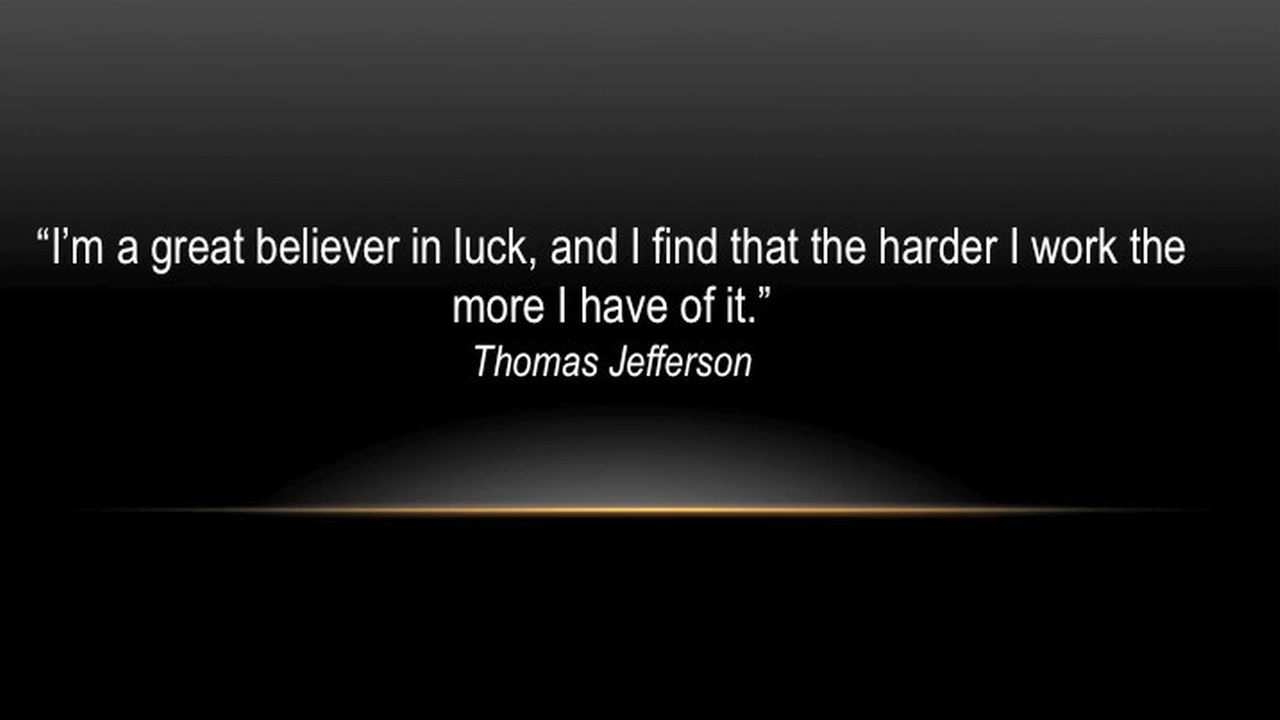 “I’m a great believer in luck, and I find that the harder I work the
more I have of it.”
Thomas Jefferson